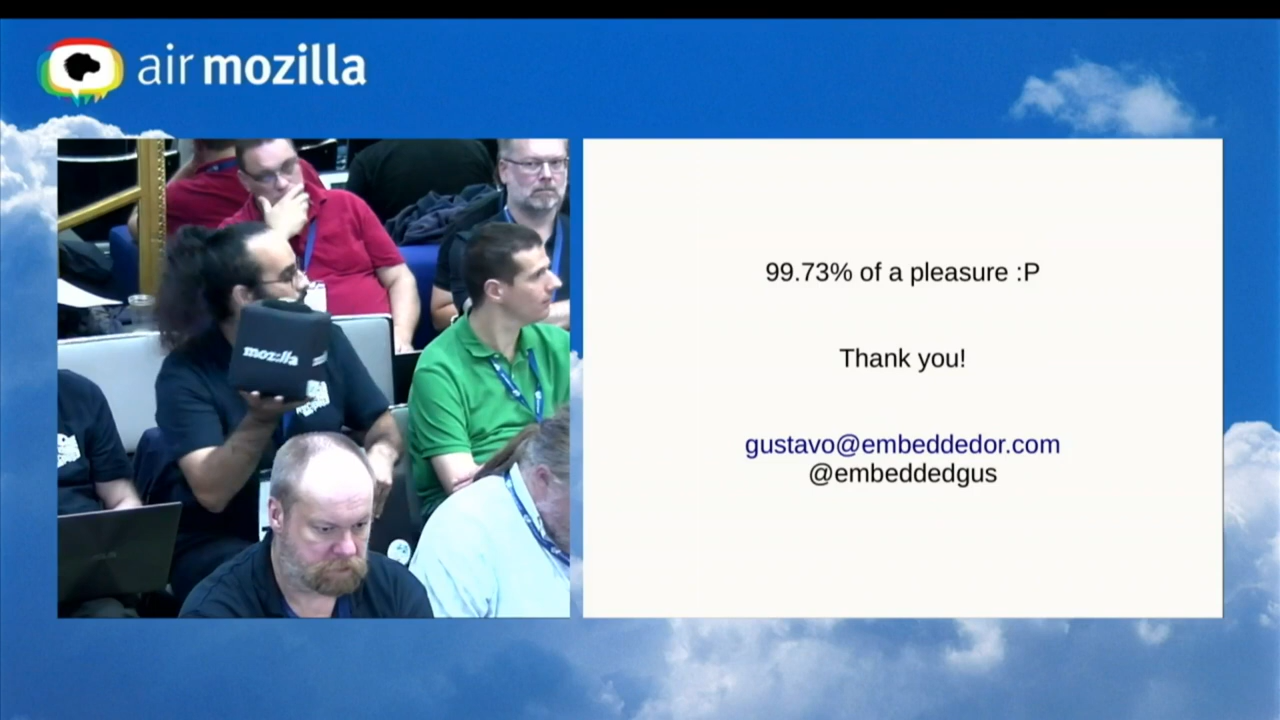 air mozilla
mozilla
99.73% of a pleasure :P
Thank you!
gustavo@embeddedor.com
@embeddedgus